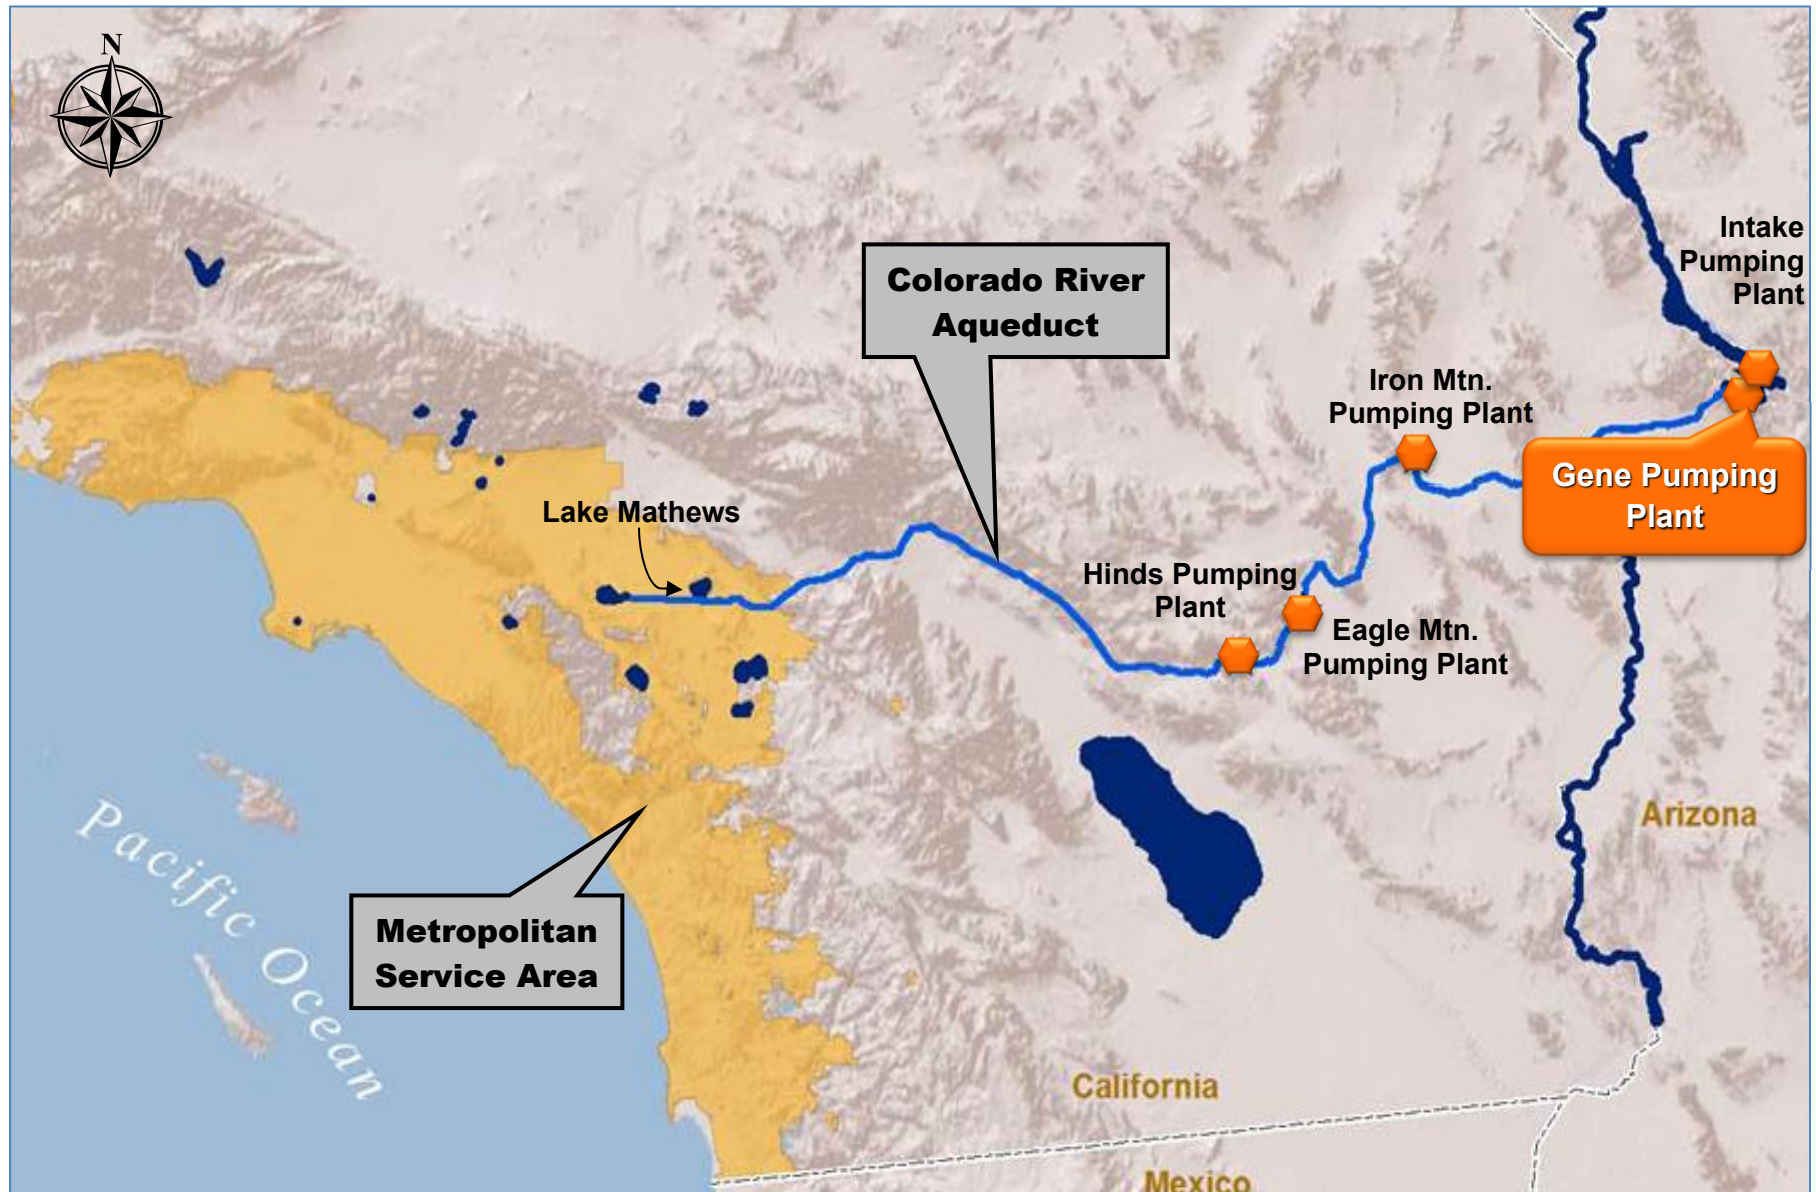 N
Intake
Pumping
Plant
Colorado River
Aqueduct
Iron Mtn.
Pumping Plant
Gene Pumping
Plant
Lake Mathews
Hinds Pumping
Plant
Eagle Mtn.
Pumping Plant
Arizona
Pacific Ocean
Metropolitan
Service Area
California
Mexico